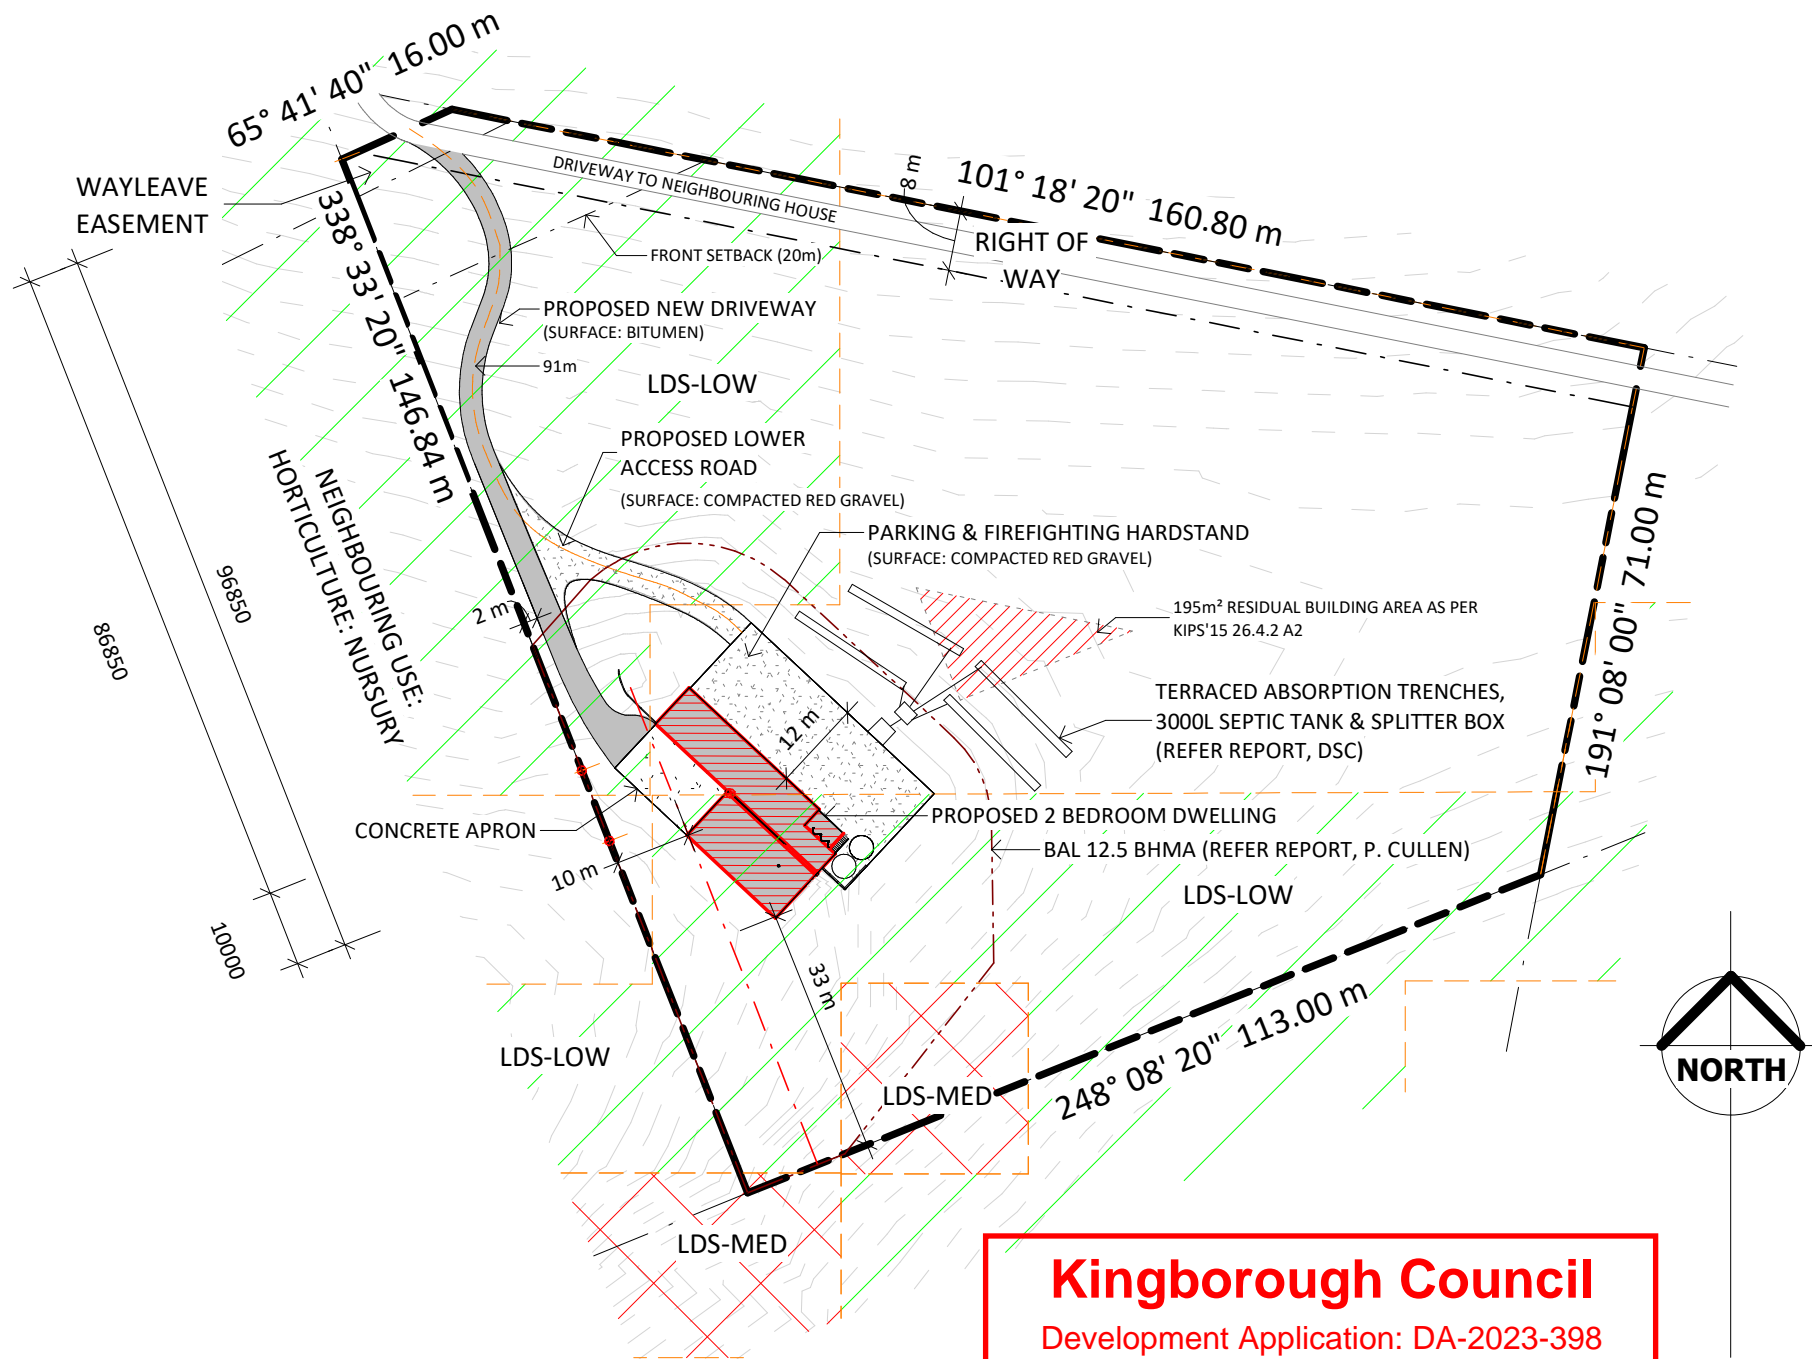 65° 41' 40" 16.00 m
WAYLEAVE
EASEMENT
338° 33' 20" 146.84 m
DRIVEWAY TO NEIGHBOURING HOUSE
8 m
101° 18' 20" 160.80 m
RIGHT OF
WAY
FRONT SETBACK (20m)
PROPOSED NEW DRIVEWAY
(SURFACE: BITUMEN)
91m
LDS-LOW
PROPOSED LOWER
ACCESS ROAD
(SURFACE: COMPACTED RED GRAVEL)
NEIGHBOURING USE:
HORTICULTURE: NURSURY
PARKING & FIREFIGHTING HARDSTAND
(SURFACE: COMPACTED RED GRAVEL)
96850
86850
10000
2 m
195m² RESIDUAL BUILDING AREA AS PER
KIPS'15 26.4.2 A2
191° 08' 00" 71.00 m
TERRACED ABSORPTION TRENCHES,
3000L SEPTIC TANK & SPLITTER BOX
(REFER REPORT, DSC)
12 m
CONCRETE APRON
PROPOSED 2 BEDROOM DWELLING
BAL 12.5 BHMA (REFER REPORT, P. CULLEN)
10 m
LDS-LOW
33 m
LDS-LOW
LDS-MED
248° 08' 20" 113.00 m
NORTH
LDS-MED
Kingborough Council
Development Application: DA-2023-398